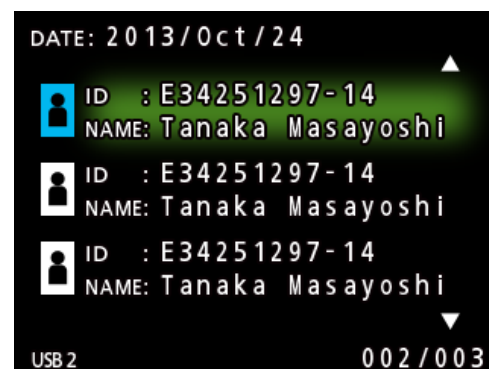 DATE: 2013/Oct/24
ID : E34251297-14
NAME: Tanaka Masayoshi
ID : E34251297-14
NAME: Tanaka Masayoshi
ID : E34251297-14
NAME: Tanaka Masayoshi
USB 2 002/003